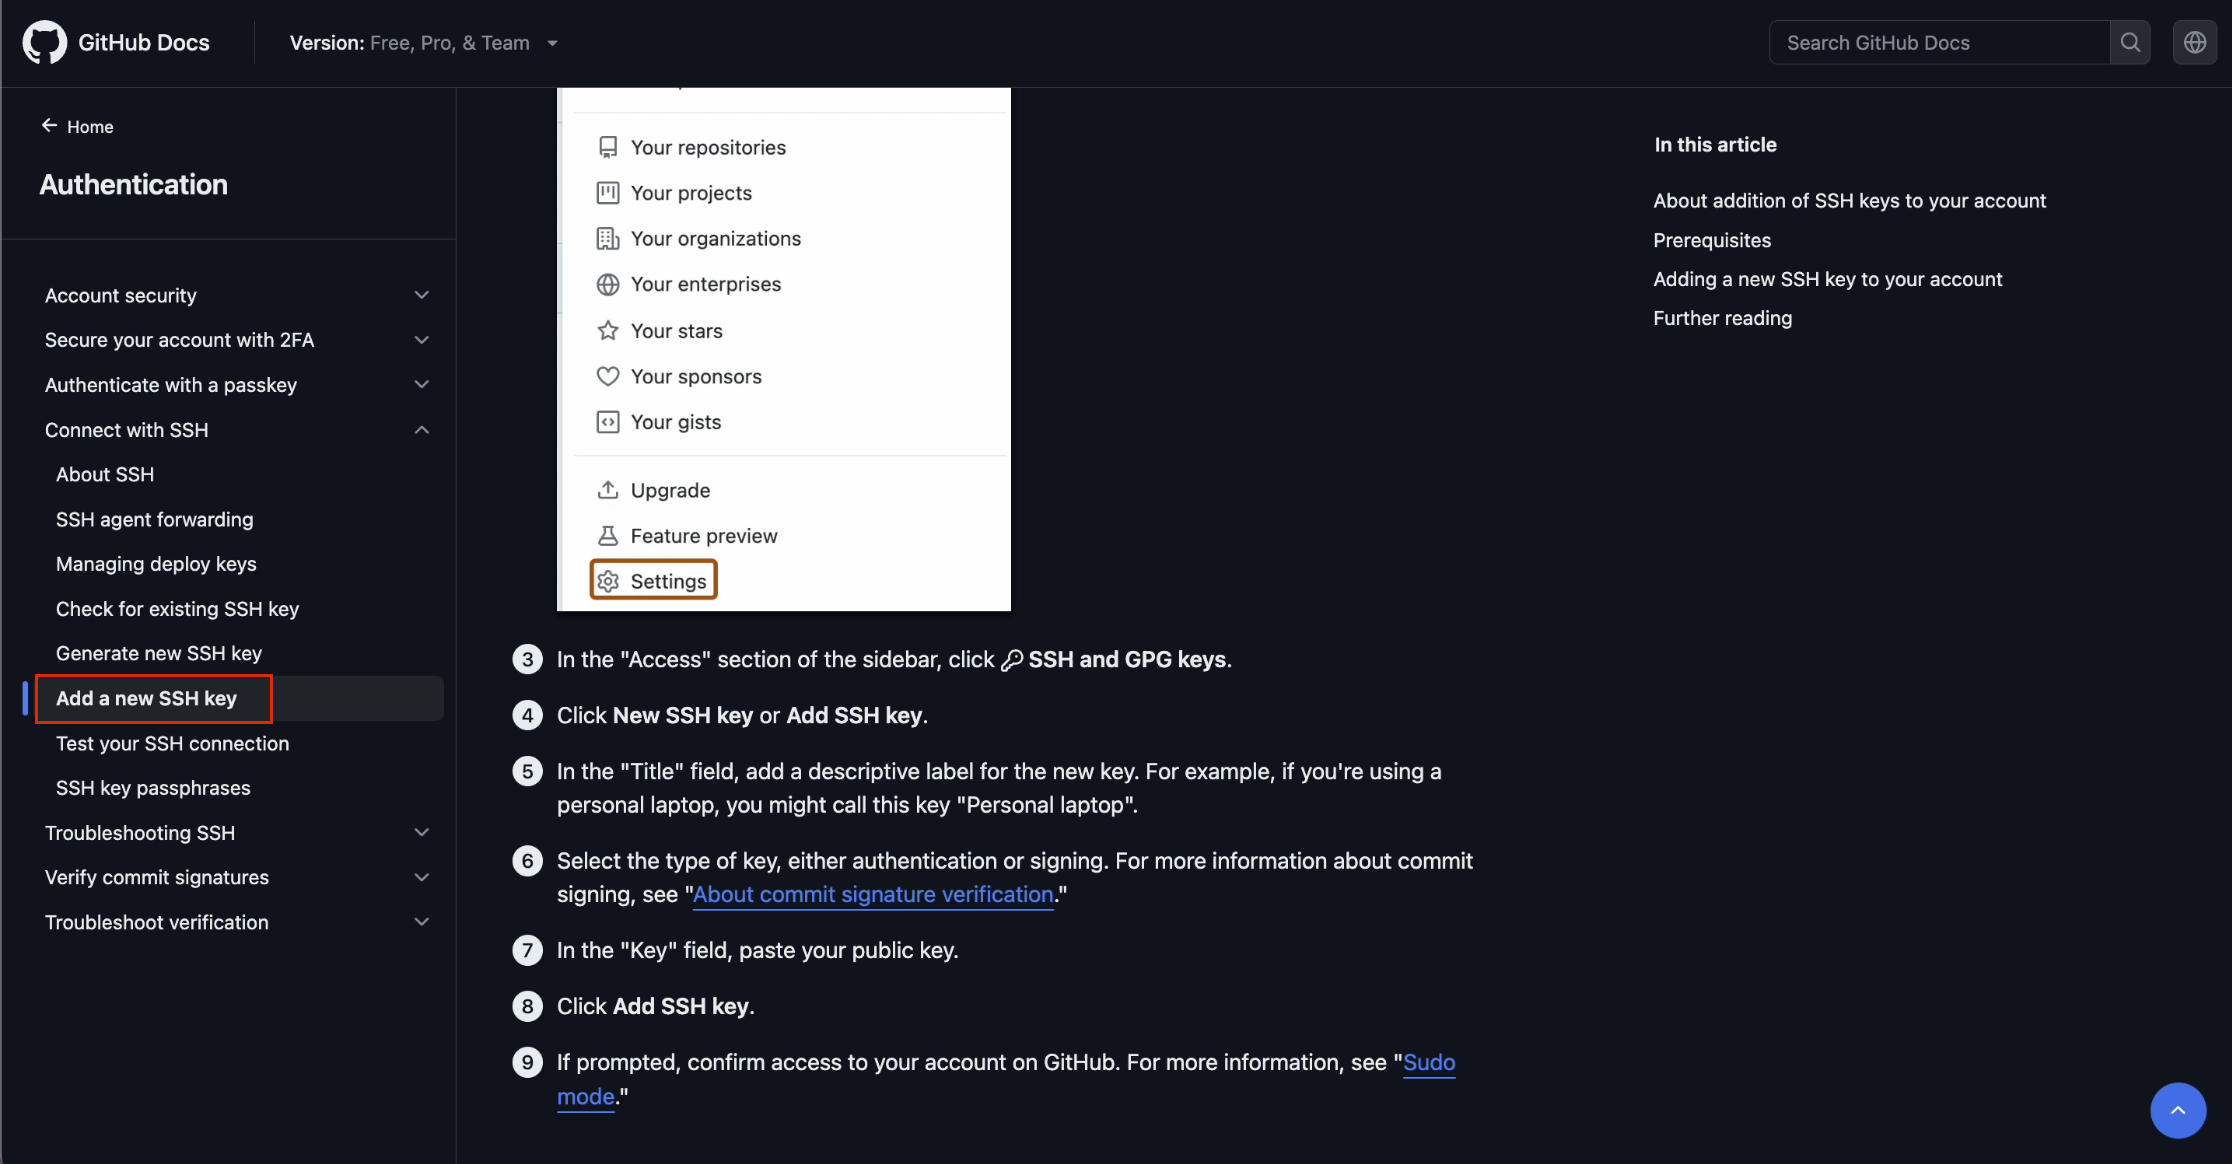 GitHub Docs
Version: Free, Pro, & Team
Search GitHub Docs
Home
Authentication
Account security
Secure your account with 2FA
Authenticate with a passkey
Connect with SSH
About SSH
SSH agent forwarding
Managing deploy keys
Check for existing SSH key
Generate new SSH key
Add a new SSH key
Test your SSH connection
SSH key passphrases
Troubleshooting SSH
Verify commit signatures
Troubleshoot verification
Your repositories
Your projects
Your organizations
Your enterprises
Your stars
Your sponsors
Your gists
Upgrade
Feature preview
Settings
3 In the "Access" section of the sidebar, click SSH and GPG keys.
4 Click New SSH key or Add SSH key.
5 In the "Title" field, add a descriptive label for the new key. For example, if you're using a
personal laptop, you might call this key "Personal laptop".
6 Select the type of key, either authentication or signing. For more information about commit
signing, see "About commit signature verification."
7 In the "Key" field, paste your public key.
8 Click Add SSH key.
9 If prompted, confirm access to your account on GitHub. For more information, see "Sudo
mode."
In this article
About addition of SSH keys to your account
Prerequisites
Adding a new SSH key to your account
Further reading